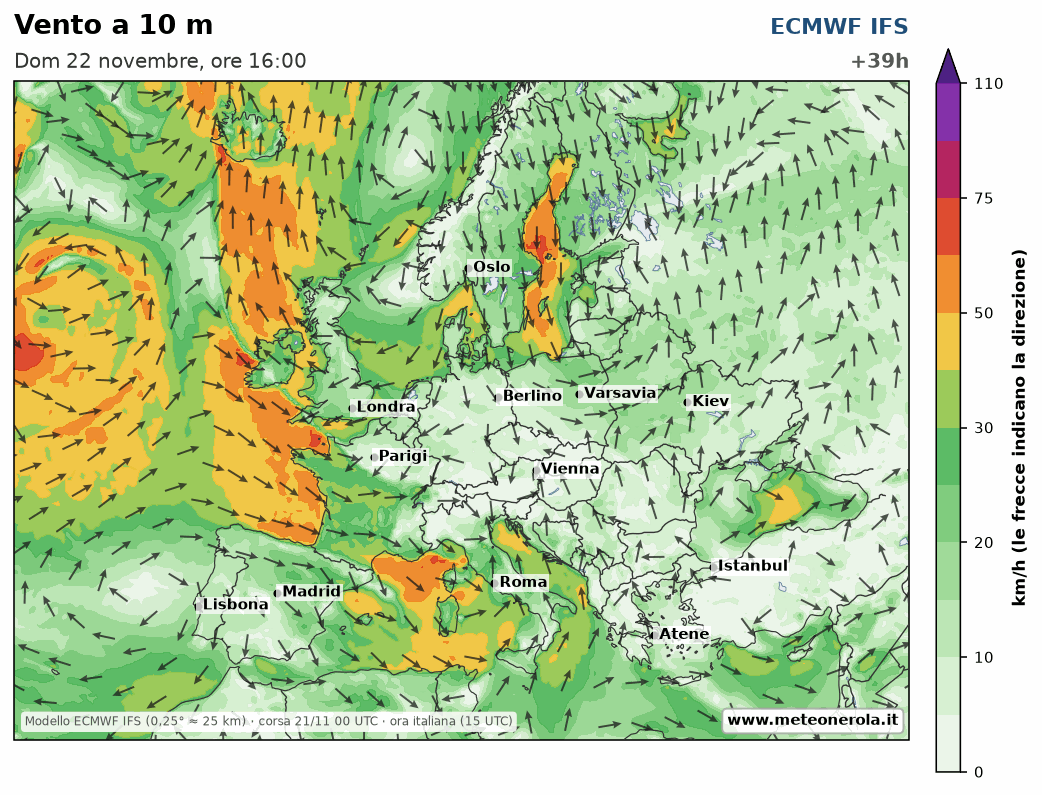 Vento a 10 m
ECMWF IFS
Dom 22 novembre, ore 16:00
+39h
Oslo
Londra
Berlino
Varsavia
Kiev
Parigi
Vienna
Istanbul
Roma
Madrid
Lisbona
Atene
Modello ECMWF IFS (0,25° ≈ 25 km) · corsa 21/11 00 UTC · ora italiana (15 UTC)
www.meteonerola.it
110
75
50
30
20
10
0
km/h (le frecce indicano la direzione)